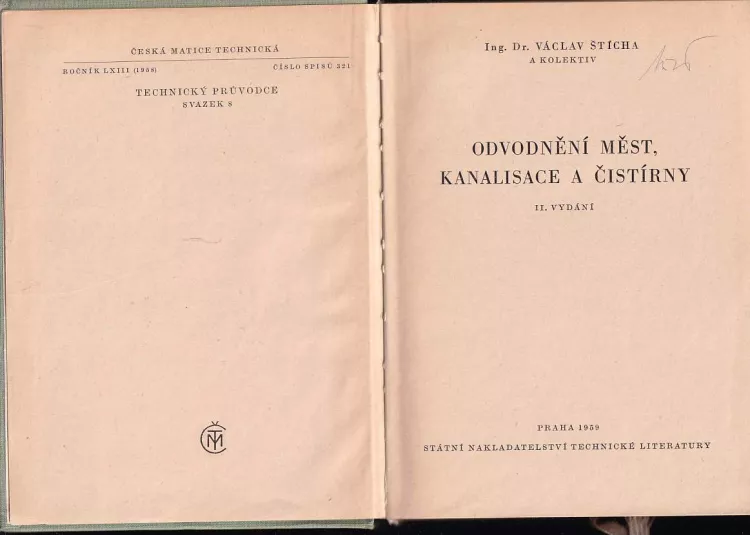 ČESKÁ MATICE TECHNICKÁ
ROČNÍK LXIII (1958) ČÍSLO SPISŮ 321
TECHNICKÝ PRŮVODCE
SVAZEK 8
Ing. Dr. VÁCLAV ŠTÍCHA
A KOLEKTIV
ODVODNĚNÍ MĚST,
KANALISACE A ČISTÍRNY
II. VYDÁNÍ
PRAHA 1959
STÁTNÍ NAKLADATELSTVÍ TECHNICKÉ LITERATURY